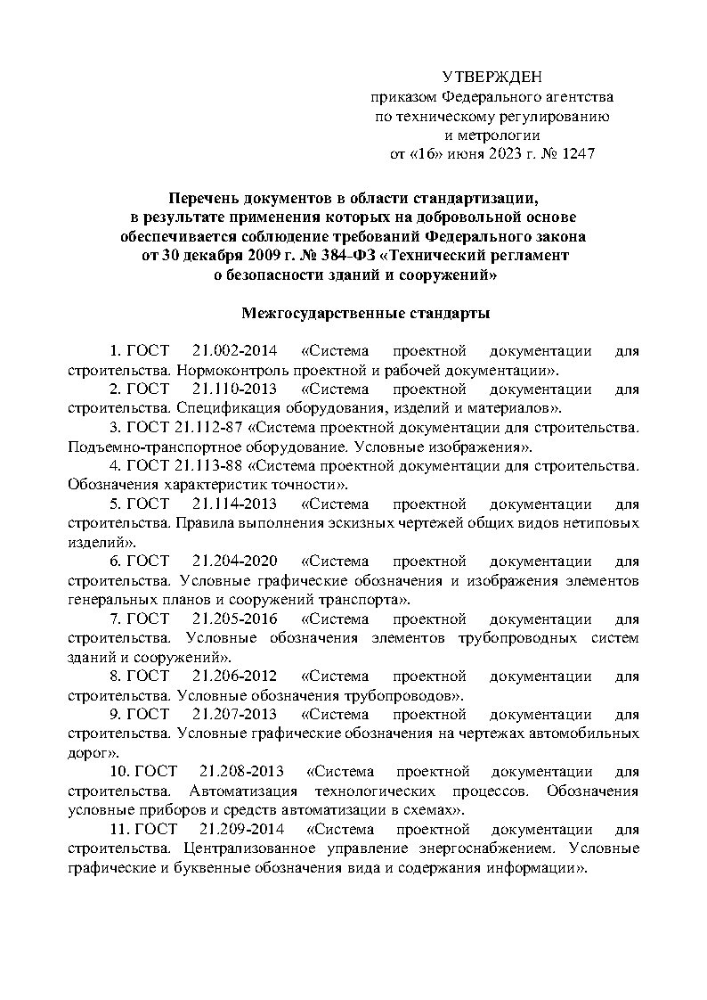 УТВЕРЖДЕН
приказом Федерального агентства
по техническому регулированию
и метрологии
от «16» июня 2023 г. № 1247
Перечень документов в области стандартизации,
в результате применения которых на добровольной основе
обеспечивается соблюдение требований Федерального закона
от 30 декабря 2009 г. № 384-ФЗ «Технический регламент
о безопасности зданий и сооружений»
Межгосударственные стандарты
1. ГОСТ 21.002-2014 «Система проектной документации для
строительства. Нормоконтроль проектной и рабочей документации».
2. ГОСТ 21.110-2013 «Система проектной документации для
строительства. Спецификация оборудования, изделий и материалов».
3. ГОСТ 21.112-87 «Система проектной документации для строительства.
Подъемно-транспортное оборудование. Условные изображения».
4. ГОСТ 21.113-88 «Система проектной документации для строительства.
Обозначения характеристик точности».
5. ГОСТ 21.114-2013 «Система проектной документации для
строительства. Правила выполнения эскизных чертежей общих видов нетиповых
изделий».
6. ГОСТ 21.204-2020 «Система проектной документации для
строительства. Условные графические обозначения и изображения элементов
генеральных планов и сооружений транспорта».
7. ГОСТ 21.205-2016 «Система проектной документации для
строительства. Условные обозначения элементов трубопроводных систем
зданий и сооружений».
8. ГОСТ 21.206-2012 «Система проектной документации для
строительства. Условные обозначения трубопроводов».
9. ГОСТ 21.207-2013 «Система проектной документации для
строительства. Условные графические обозначения на чертежах автомобильных
дорог».
10. ГОСТ 21.208-2013 «Система проектной документации для
строительства. Автоматизация технологических процессов. Обозначения
условные приборов и средств автоматизации в схемах».
11. ГОСТ 21.209-2014 «Система проектной документации для
строительства. Централизованное управление энергоснабжением. Условные
графические и буквенные обозначения вида и содержания информации».